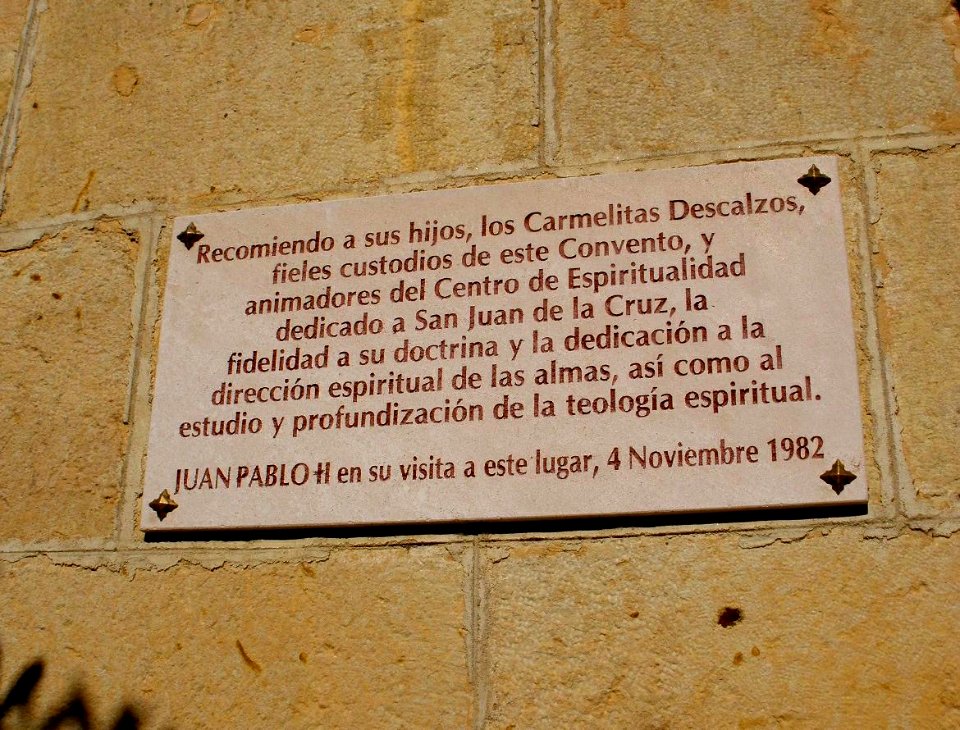 Recomiendo a sus hijos, los Carmelitas Descalzos,
fieles custodios de este Convento, y
animadores del Centro de Espiritualidad
dedicado a San Juan de la Cruz, la
fidelidad a su doctrina y la dedicación a la
dirección espiritual de las almas, así como al
estudio y profundización de la teología espiritual.
JUAN PABLO II en su visita a este lugar, 4 Noviembre 1982